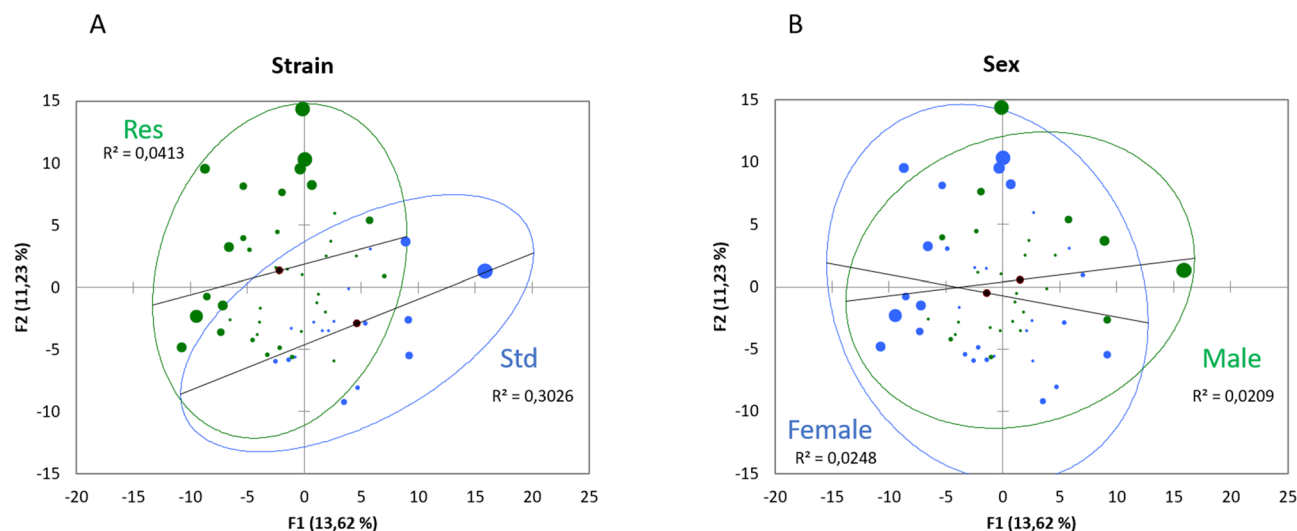 A
Strain
15
10
5
0
-5
-10
-15
-20
-15
-10
-5
0
5
10
15
20
25
F2 (11,23 %)
F1 (13,62 %)
Res
R² = 0,0413
Std
R² = 0,3026
B
Sex
15
10
5
0
-5
-10
-15
-20
-15
-10
-5
0
5
10
15
20
25
F2 (11,23 %)
F1 (13,62 %)
Male
R² = 0,0209
Female
R² = 0,0248